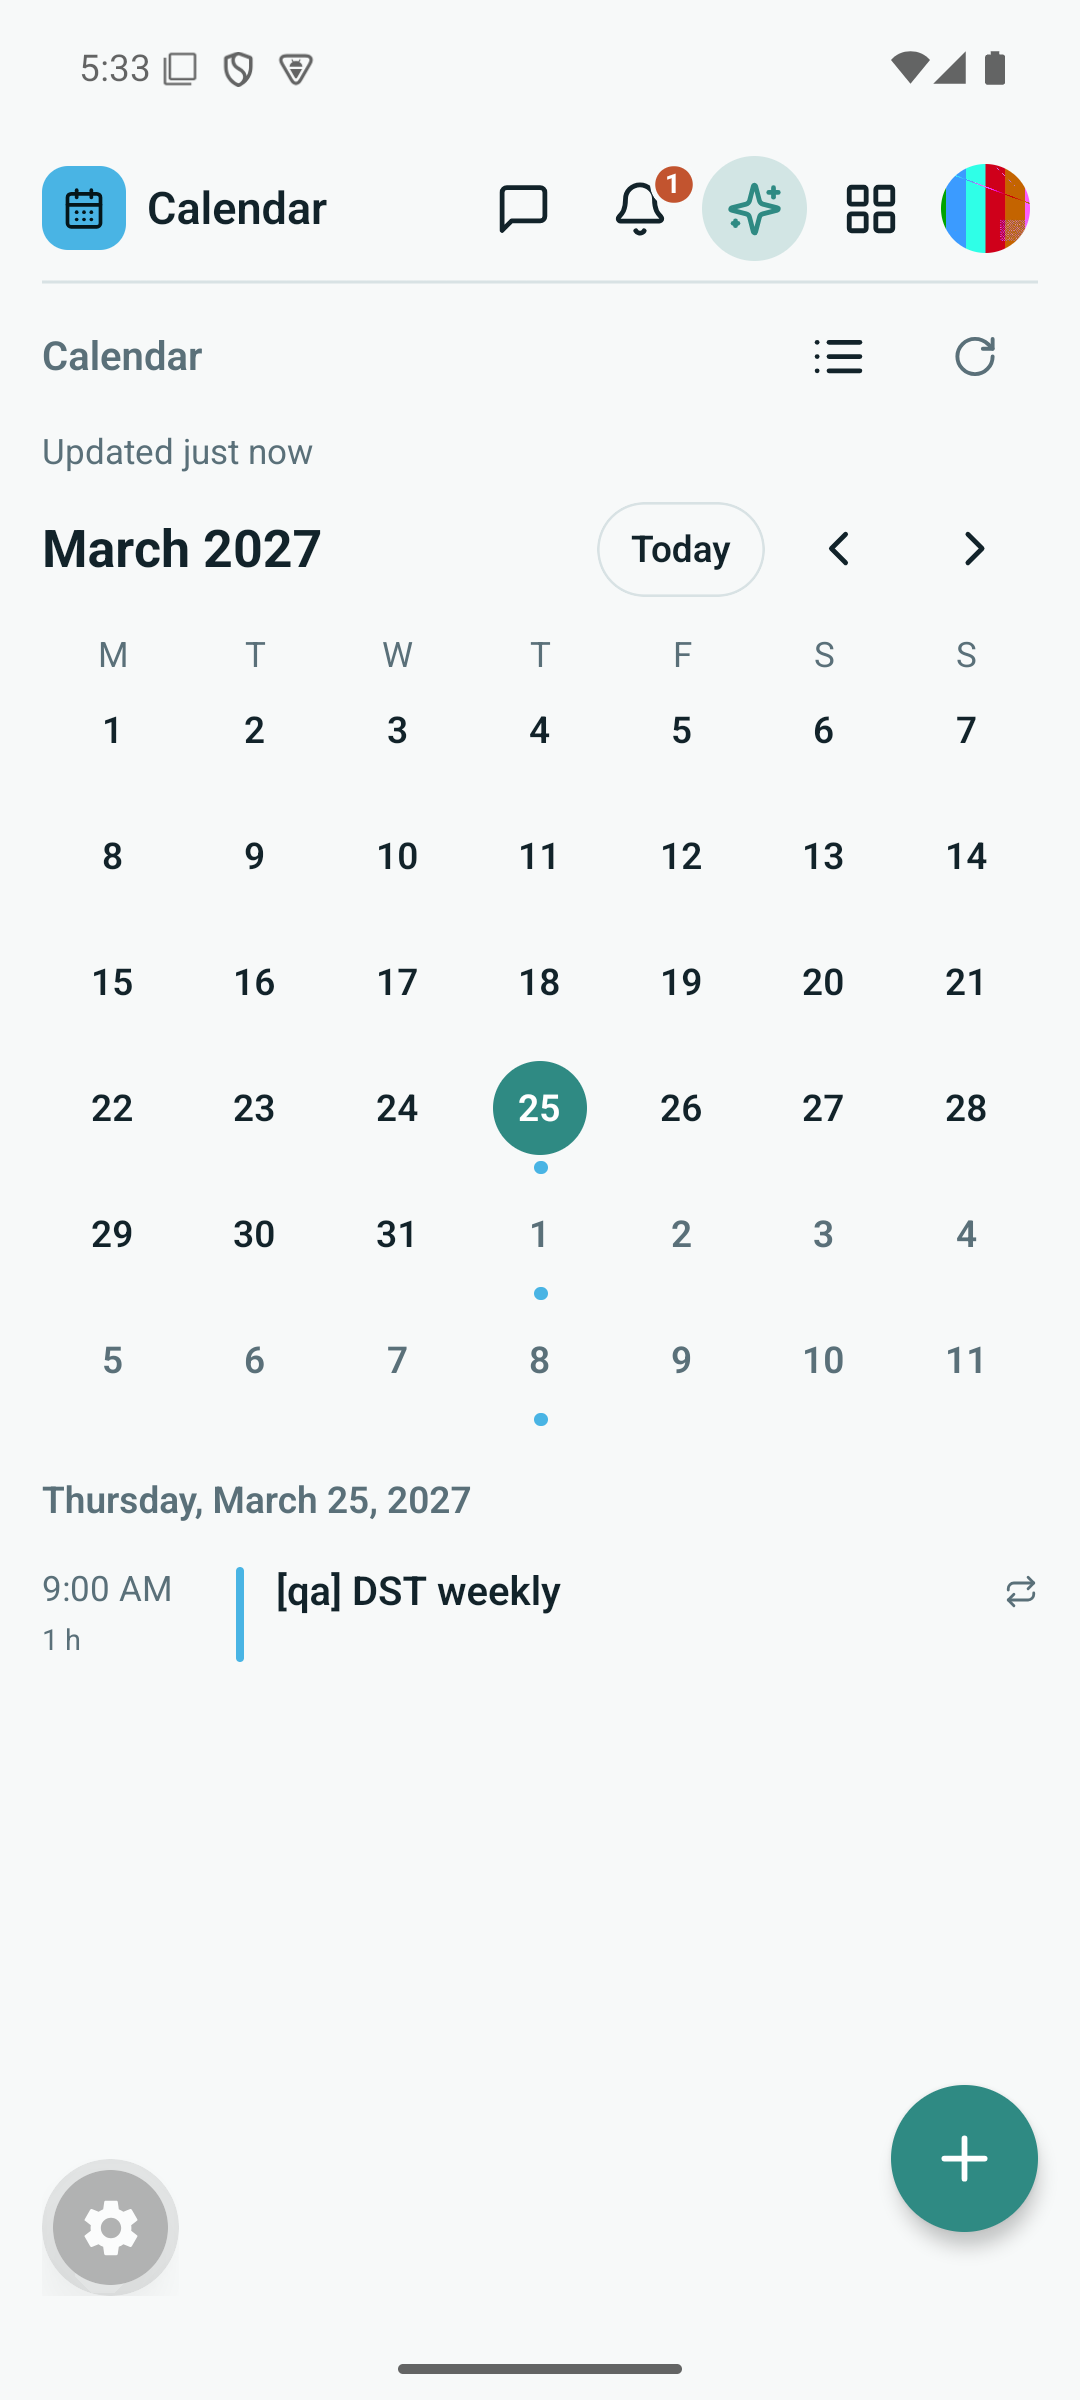 5:33
Calendar
1
Calendar
Updated just now
March 2027
Today
M T W T F S S
1 2 3 4 5 6 7
8 9 10 11 12 13 14
15 16 17 18 19 20 21
22 23 24 25 26 27 28
29 30 31 1 2 3 4
5 6 7 8 9 10 11
Thursday, March 25, 2027
9:00 AM [qa] DST weekly
1 h